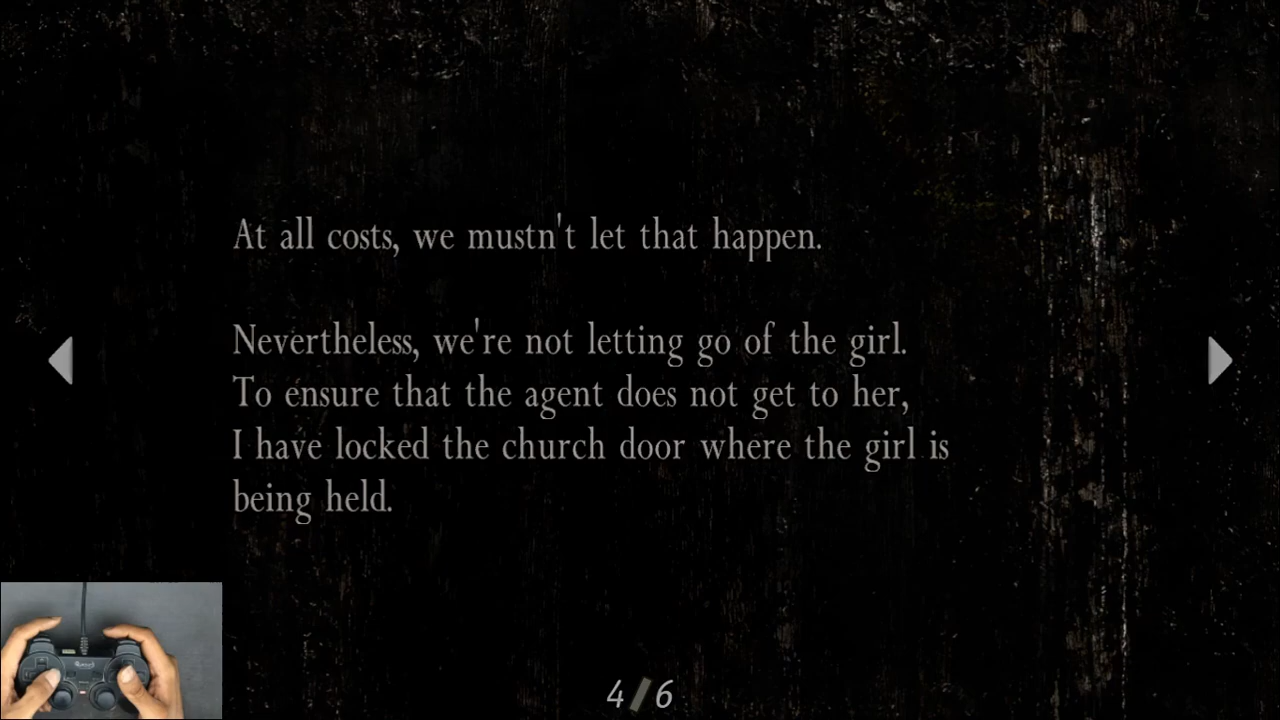 At all costs, we mustn't let that happen.
Nevertheless, we're not letting go of the girl.
To ensure that the agent does not get to her,
I have locked the church door where the girl is
being held.
4/6